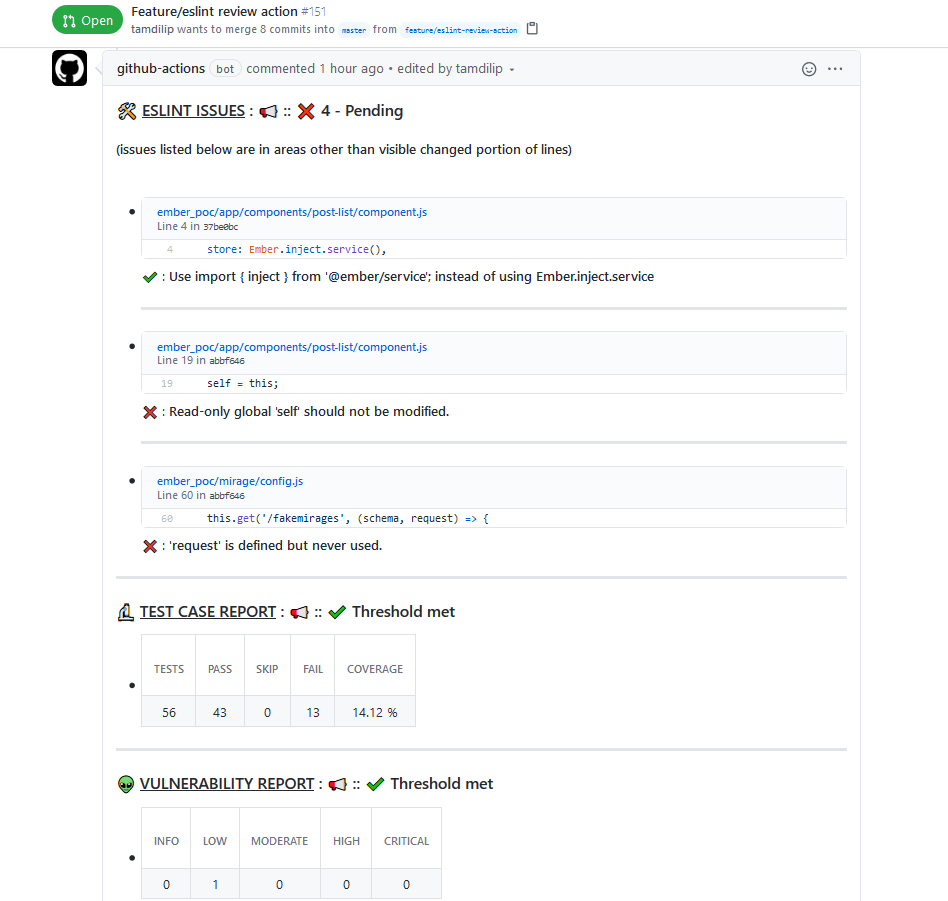 Open
Feature/eslint review action #151
tamdilip wants to merge 8 commits into master from feature/eslint-review-action
github-actions bot commented 1 hour ago • edited by tamdilip
ESLINT ISSUES : :: 4 - Pending
(issues listed below are in areas other than visible changed portion of lines)
ember_poc/app/components/post-list/component.js
Line 4 in 37be0bc
4 store: Ember.inject.service(),
: Use import { inject } from '@ember/service'; instead of using Ember.inject.service
ember_poc/app/components/post-list/component.js
Line 19 in abbf646
19 self = this;
: Read-only global 'self' should not be modified.
ember_poc/mirage/config.js
Line 60 in abbf646
60 this.get('/fakemirages', (schema, request) => {
: 'request' is defined but never used.
TEST CASE REPORT : :: Threshold met
TESTS PASS SKIP FAIL COVERAGE
56 43 0 13 14.12 %
VULNERABILITY REPORT : :: Threshold met
INFO LOW MODERATE HIGH CRITICAL
0 1 0 0 0